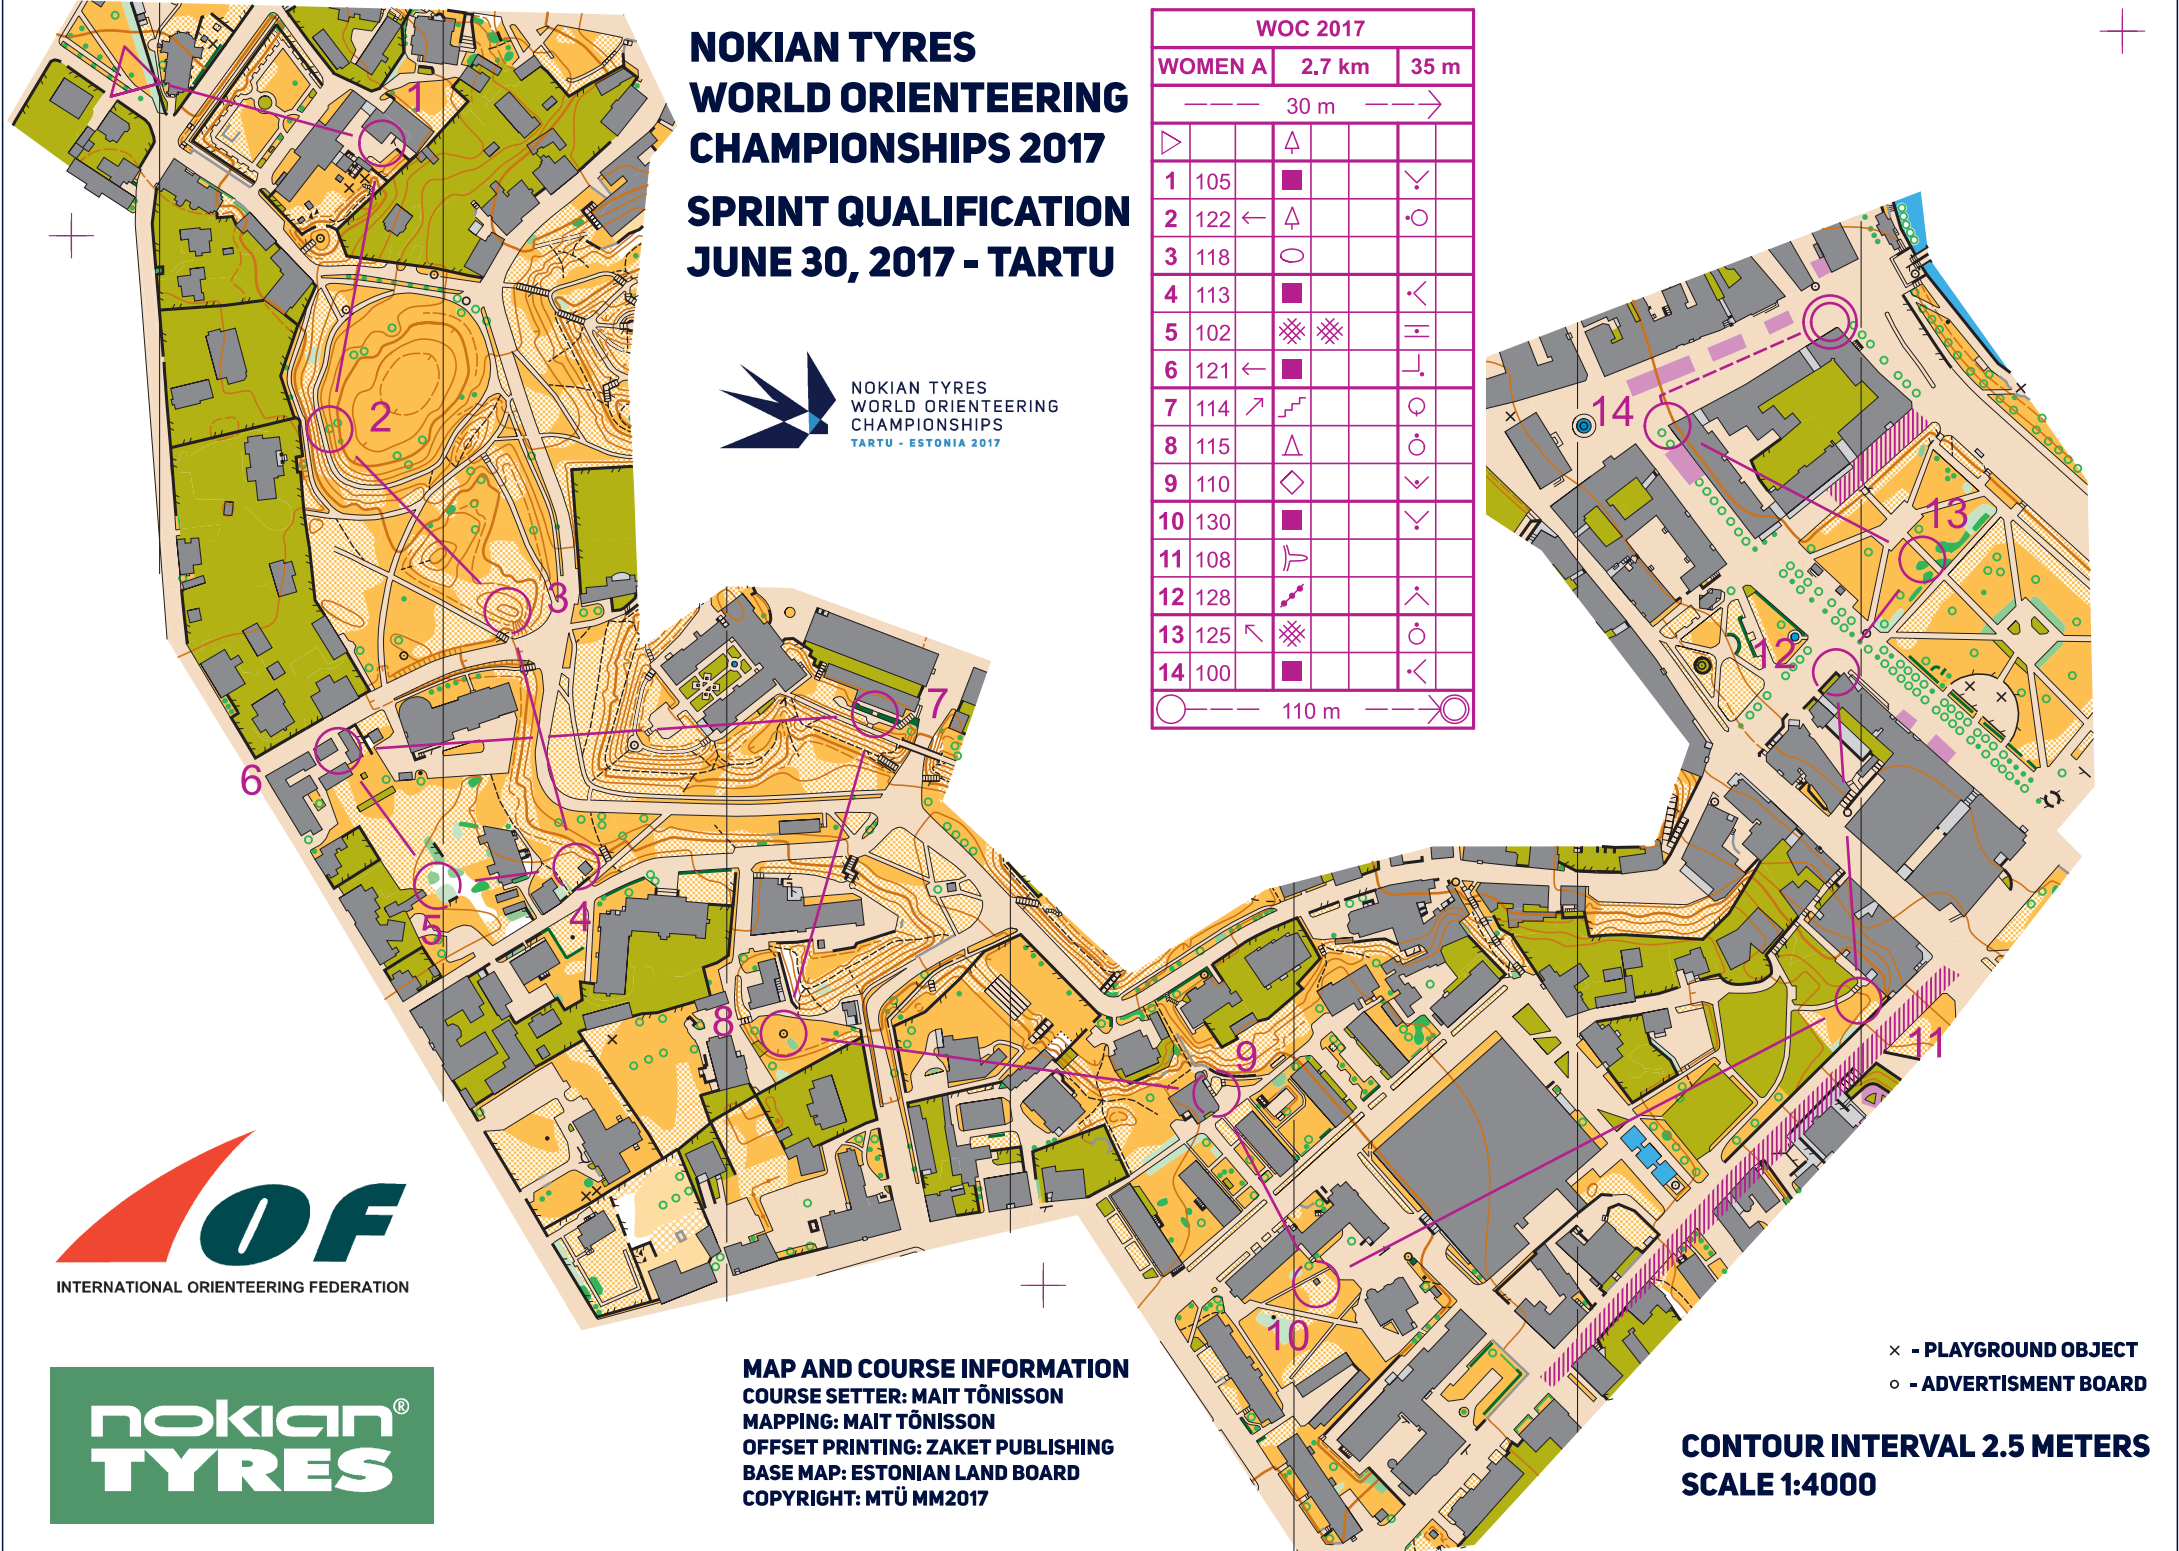 NOKIAN TYRES
WORLD ORIENTEERING
CHAMPIONSHIPS 2017
SPRINT QUALIFICATION
JUNE 30, 2017 - TARTU
NOKIAN TYRES
WORLD ORIENTEERING
CHAMPIONSHIPS
TARTU - ESTONIA 2017
WOC 2017
WOMEN A 2.7 km 35 m
30 m
1 105
2 122
3 118
4 113
5 102
6 121
7 114
8 115
9 110
10 130
11 108
12 128
13 125
14 100
110 m
1
2
3
4
5
6
7
8
9
10
11
12
13
14
IOF
INTERNATIONAL ORIENTEERING FEDERATION
nokian®
TYRES
MAP AND COURSE INFORMATION
COURSE SETTER: MAIT TÕNISSON
MAPPING: MAIT TÕNISSON
OFFSET PRINTING: ZAKET PUBLISHING
BASE MAP: ESTONIAN LAND BOARD
COPYRIGHT: MTÜ MM2017
× - PLAYGROUND OBJECT
o - ADVERTISMENT BOARD
CONTOUR INTERVAL 2.5 METERS
SCALE 1:4000